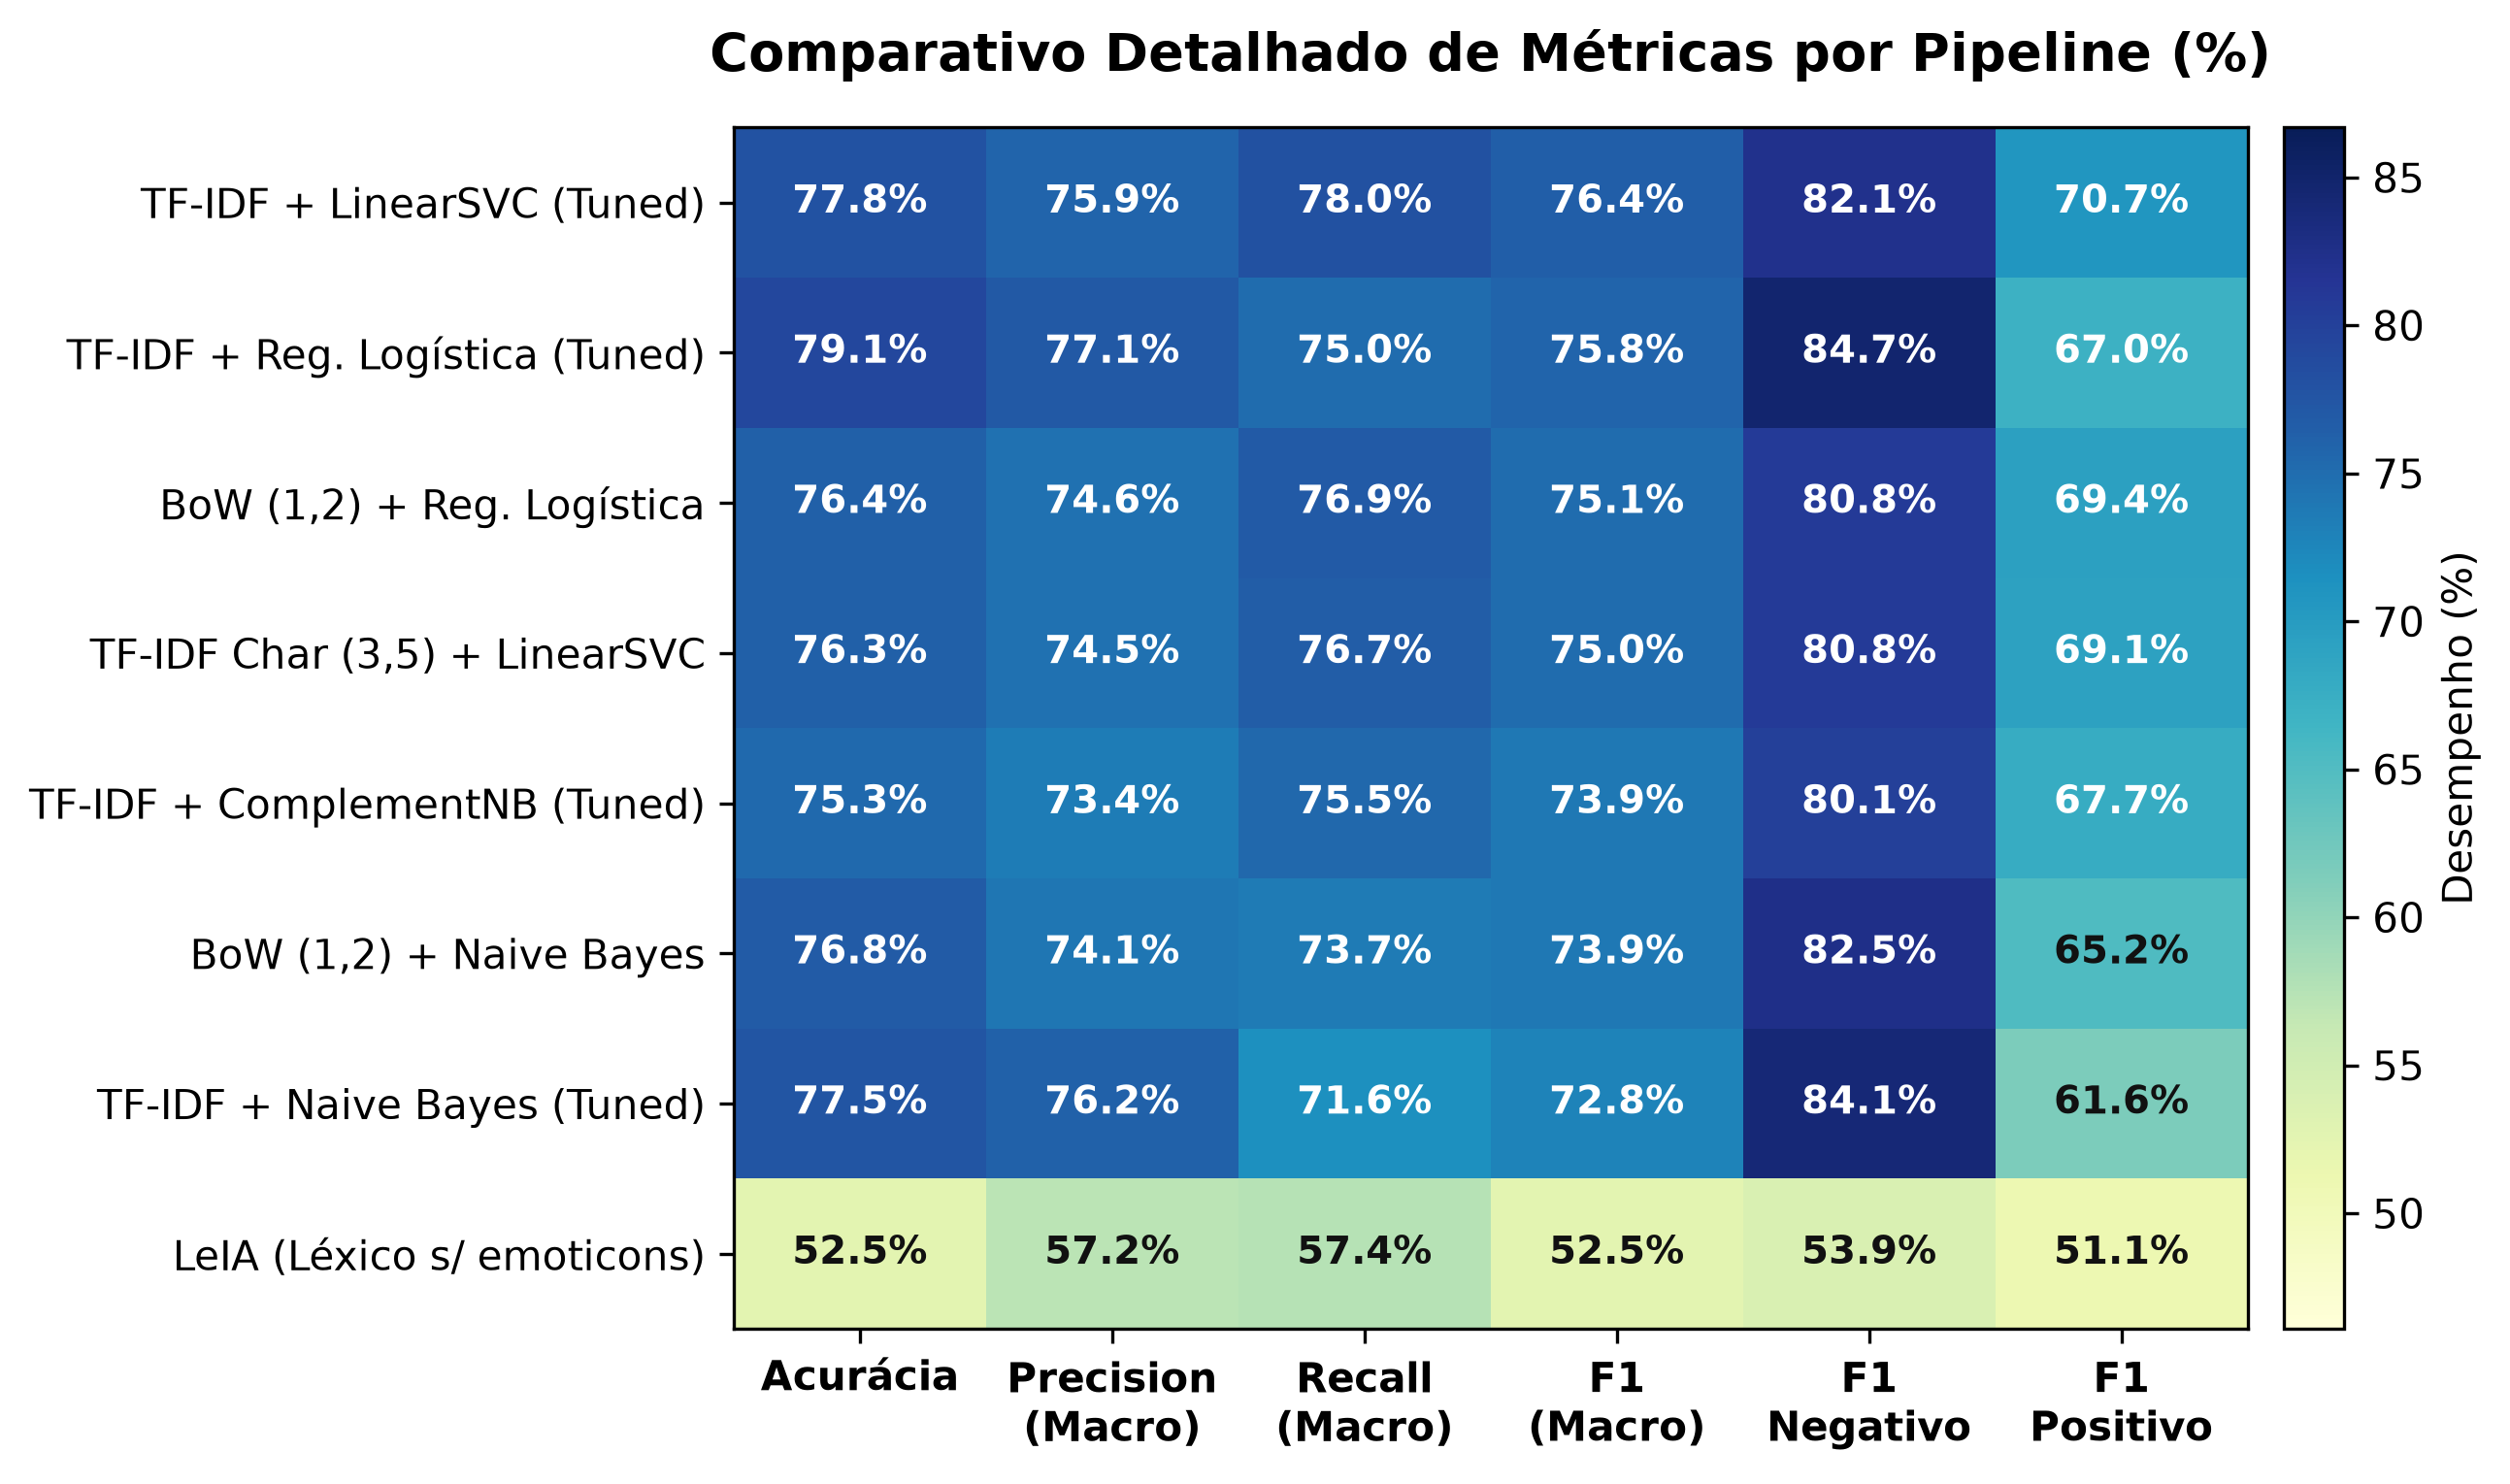 Comparativo Detalhado de Métricas por Pipeline (%)
TF-IDF + LinearSVC (Tuned) 77.8% 75.9% 78.0% 76.4% 82.1% 70.7%
TF-IDF + Reg. Logística (Tuned) 79.1% 77.1% 75.0% 75.8% 84.7% 67.0%
BoW (1,2) + Reg. Logística 76.4% 74.6% 76.9% 75.1% 80.8% 69.4%
TF-IDF Char (3,5) + LinearSVC 76.3% 74.5% 76.7% 75.0% 80.8% 69.1%
TF-IDF + ComplementNB (Tuned) 75.3% 73.4% 75.5% 73.9% 80.1% 67.7%
BoW (1,2) + Naive Bayes 76.8% 74.1% 73.7% 73.9% 82.5% 65.2%
TF-IDF + Naive Bayes (Tuned) 77.5% 76.2% 71.6% 72.8% 84.1% 61.6%
LeIA (Léxico s/ emoticons) 52.5% 57.2% 57.4% 52.5% 53.9% 51.1%
Acurácia Precision Recall F1 F1 F1
(Macro) (Macro) (Macro) Negativo Positivo
85
80
75
70
65
60
55
50
Desempenho (%)